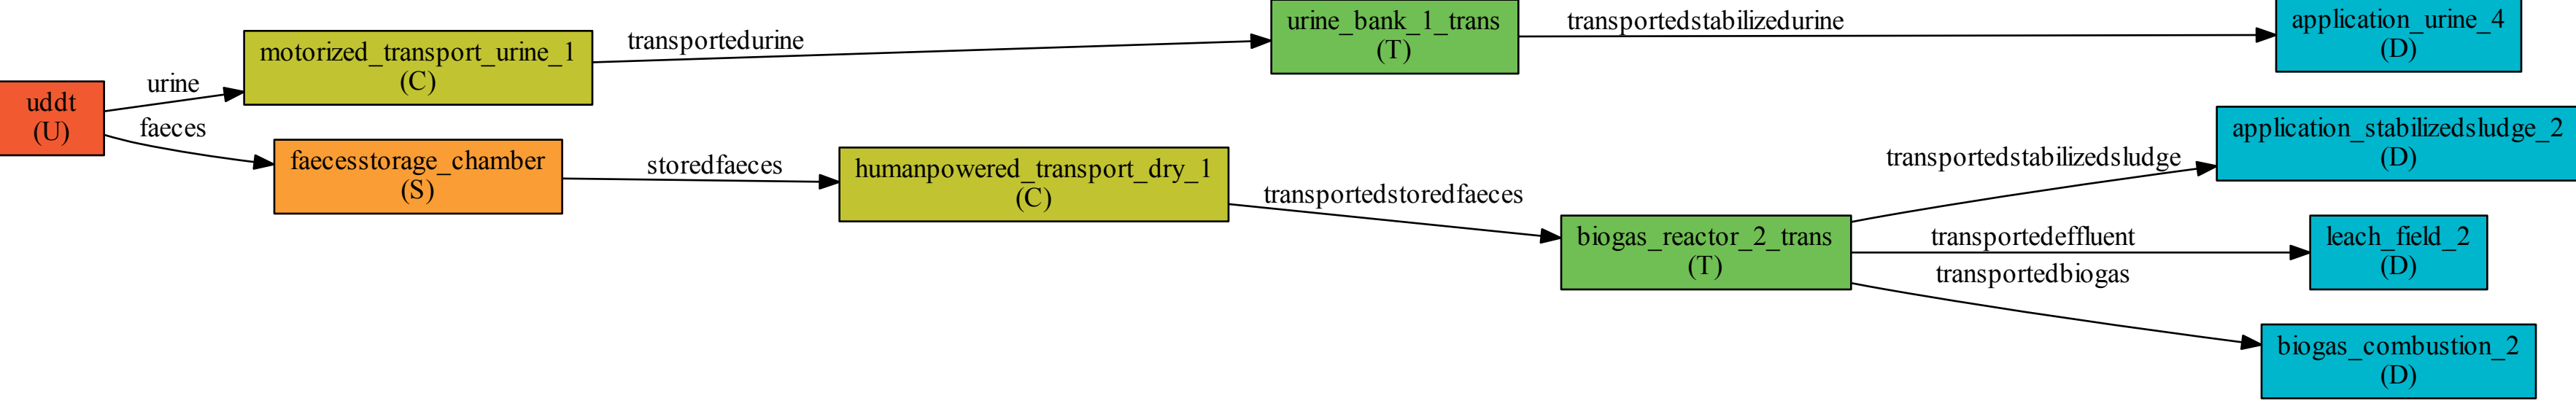 uddt
(U)
urine
faeces
motorized_transport_urine_1
(C)
faecesstorage_chamber
(S)
transportedurine
storedfaeces
humanpowered_transport_dry_1
(C)
urine_bank_1_trans
(T)
transportedstoredfaeces
biogas_reactor_2_trans
(T)
transportedstabilizedurine
transportedstabilizedsludge
transportedeffluent
transportedbiogas
application_urine_4
(D)
application_stabilizedsludge_2
(D)
leach_field_2
(D)
biogas_combustion_2
(D)